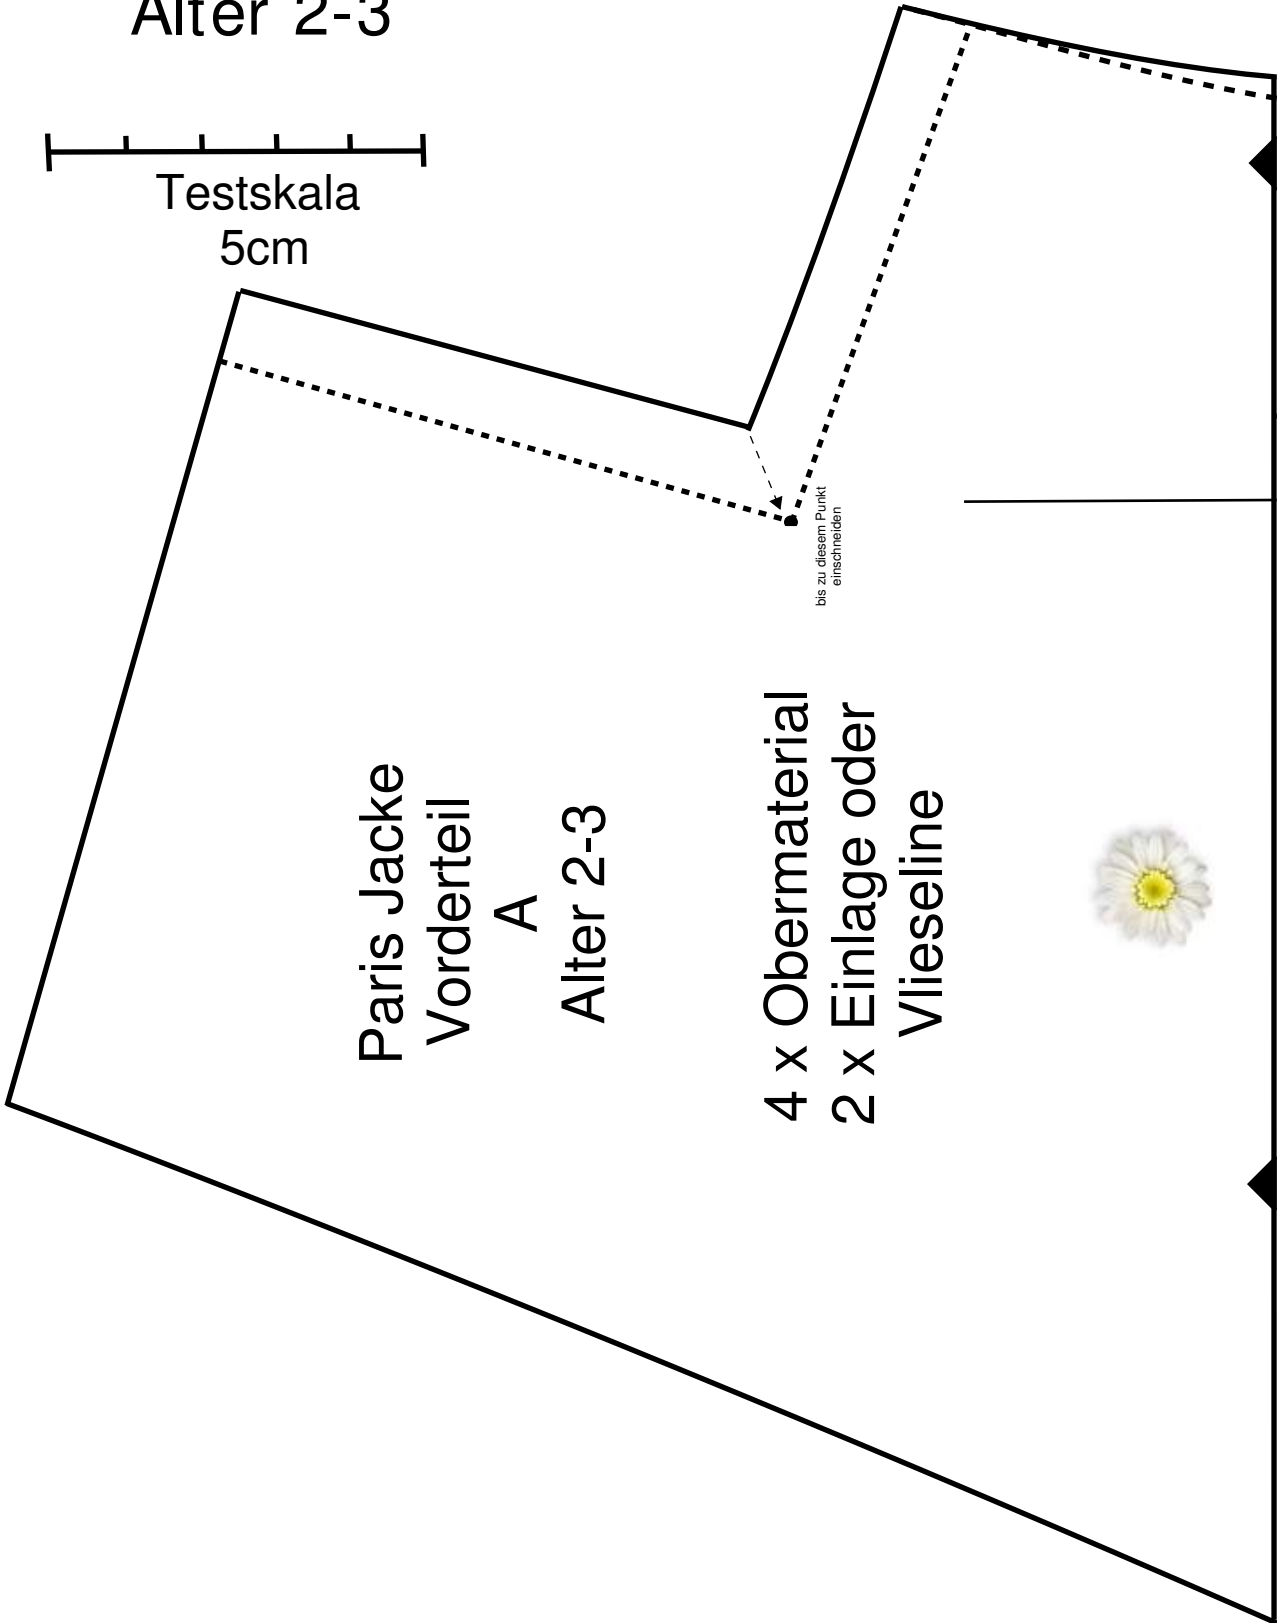 Alter 2-3
Testskala
5cm
bis zu diesem Punkt
einschneiden
Paris Jacke
Vorderteil
A
Alter 2-3
4 x Obermaterial
2 x Einlage oder
Vlieseline